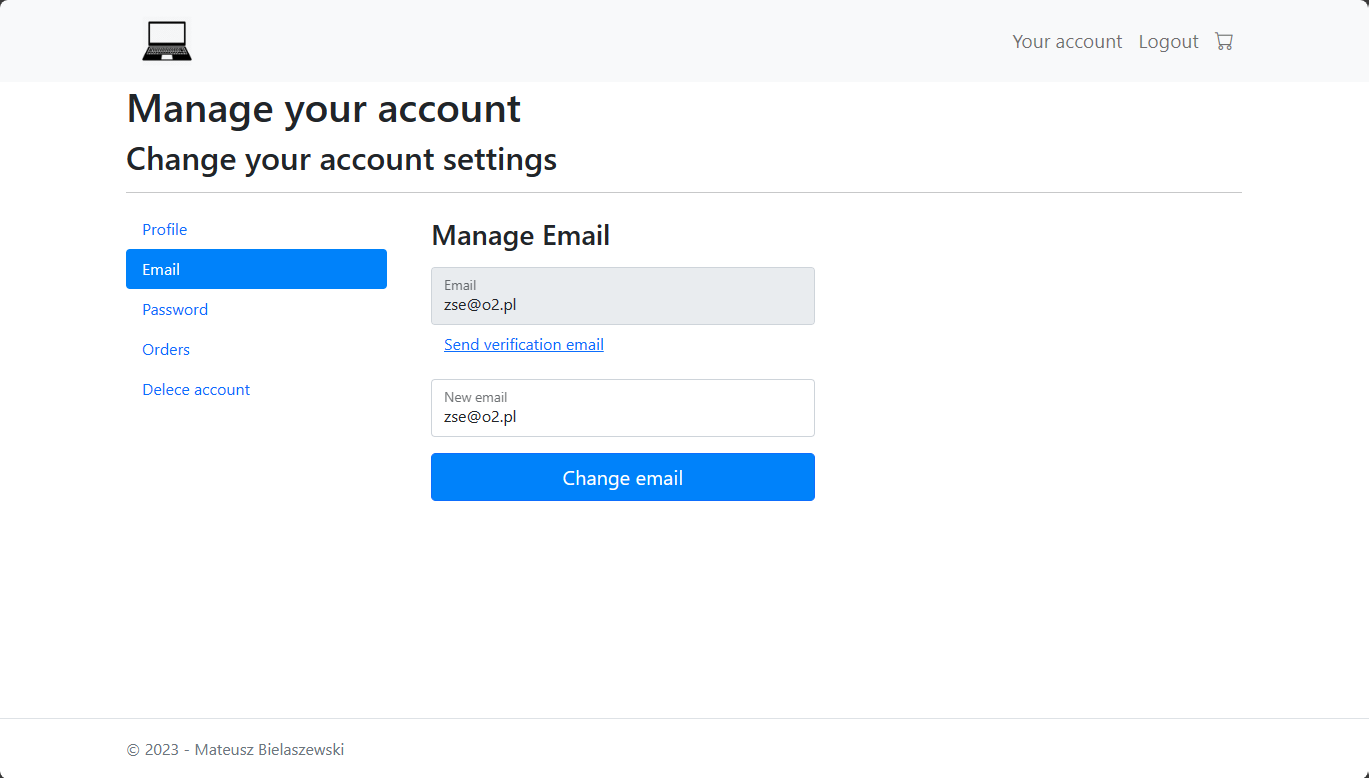 Your account Logout
Manage your account
Change your account settings
Profile
Email
Password
Orders
Delece account
Manage Email
Email
zse@o2.pl
Send verification email
New email
zse@o2.pl
Change email
© 2023 - Mateusz Bielaszewski